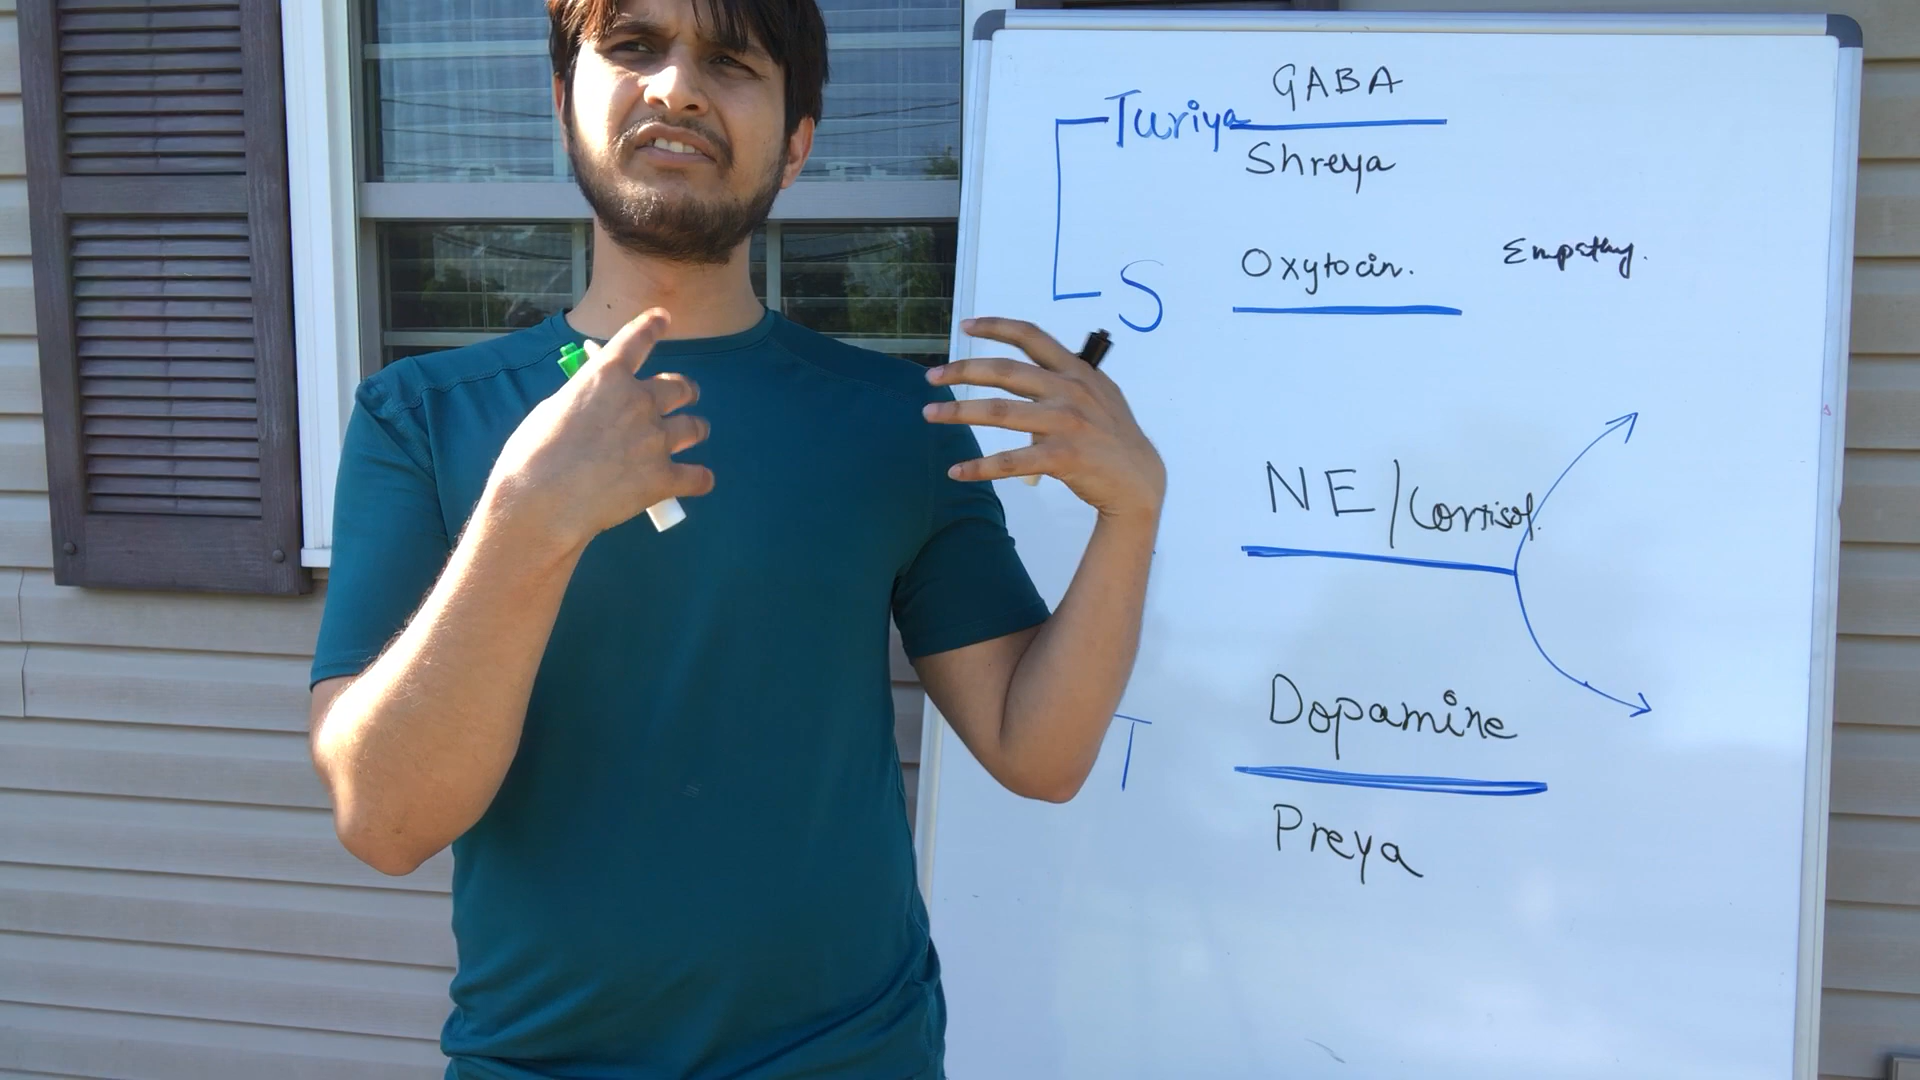 GABA
Turiya
Shreya
S Oxytocin. Empathy.
NE/Cortisol.
Dopamine
T
Preya